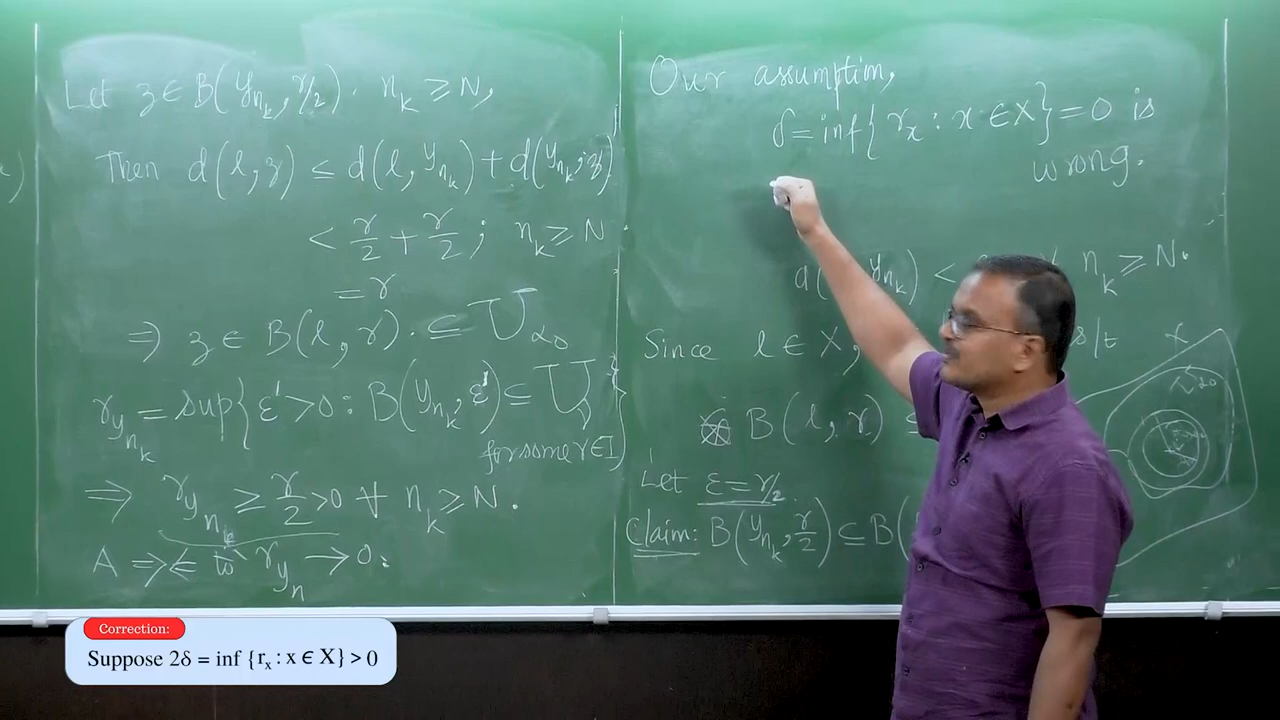 Let z ∈ B(y_{n_k}, r/2). n_k ≥ N,
Then d(l, z) ≤ d(l, y_{n_k}) + d(y_{n_k}, z)
< r/2 + r/2 ; n_k ≥ N.
= r
⇒ z ∈ B(l, r). ⊆ U_{α_0}
r_{y_{n_k}} = sup{ε' > 0 : B(y_{n_k}, ε') ⊆ U_γ
for some γ ∈ I}
⇒ r_{y_{n_k}} ≥ r/2 > 0 ∀ n_k ≥ N.
A ⇒⇐ to r_{y_n} → 0.
Our assumption,
δ = inf{r_x : x ∈ X} = 0 is
wrong.
n_k ≥ N.
Since l ∈ X, s/t
B(l, r) ⊆
Let ε = r/2.
Claim: B(y_{n_k}, r/2) ⊆ B(
X
Correction:
Suppose 2δ = inf {r_x : x ∈ X} > 0